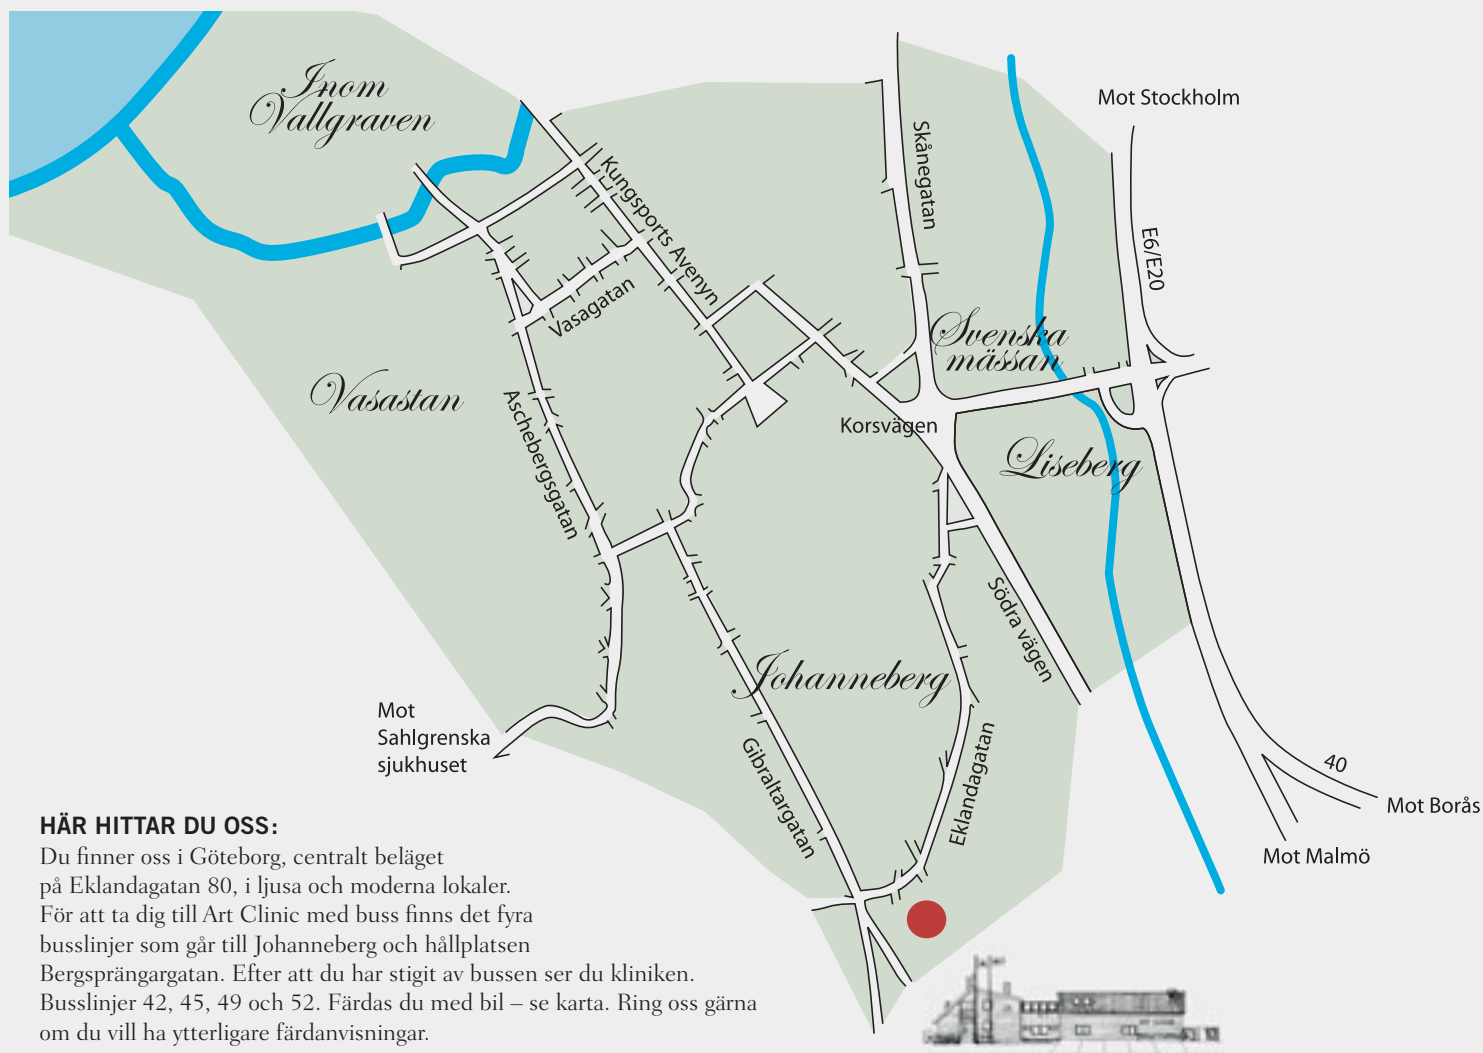 Inom
Vallgraven
Mot Stockholm
Skånegatan
Kungsports Avenyn
E6/E20
Vasagatan
Svenska
mässan
Vasastan
Aschebergsgatan
Korsvägen
Liseberg
Södra vägen
Johanneberg
Mot
Sahlgrenska
sjukhuset
Gibraltargatan
Eklandagatan
40
Mot Borås
Mot Malmö
HÄR HITTAR DU OSS:
Du finner oss i Göteborg, centralt beläget
på Eklandagatan 80, i ljusa och moderna lokaler.
För att ta dig till Art Clinic med buss finns det fyra
busslinjer som går till Johanneberg och hållplatsen
Bergsprängargatan. Efter att du har stigit av bussen ser du kliniken.
Busslinjer 42, 45, 49 och 52. Färdas du med bil – se karta. Ring oss gärna
om du vill ha ytterligare färdanvisningar.